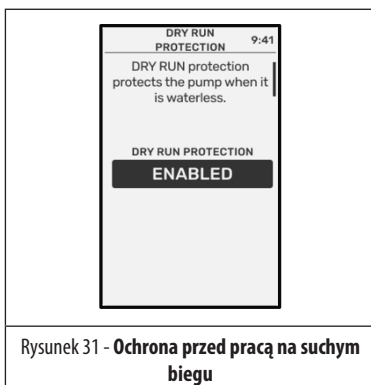 DRY RUN
PROTECTION
9:41
DRY RUN protection
protects the pump when it
is waterless.
DRY RUN PROTECTION
ENABLED
Rysunek 31 - Ochrona przed pracą na suchym
biegu